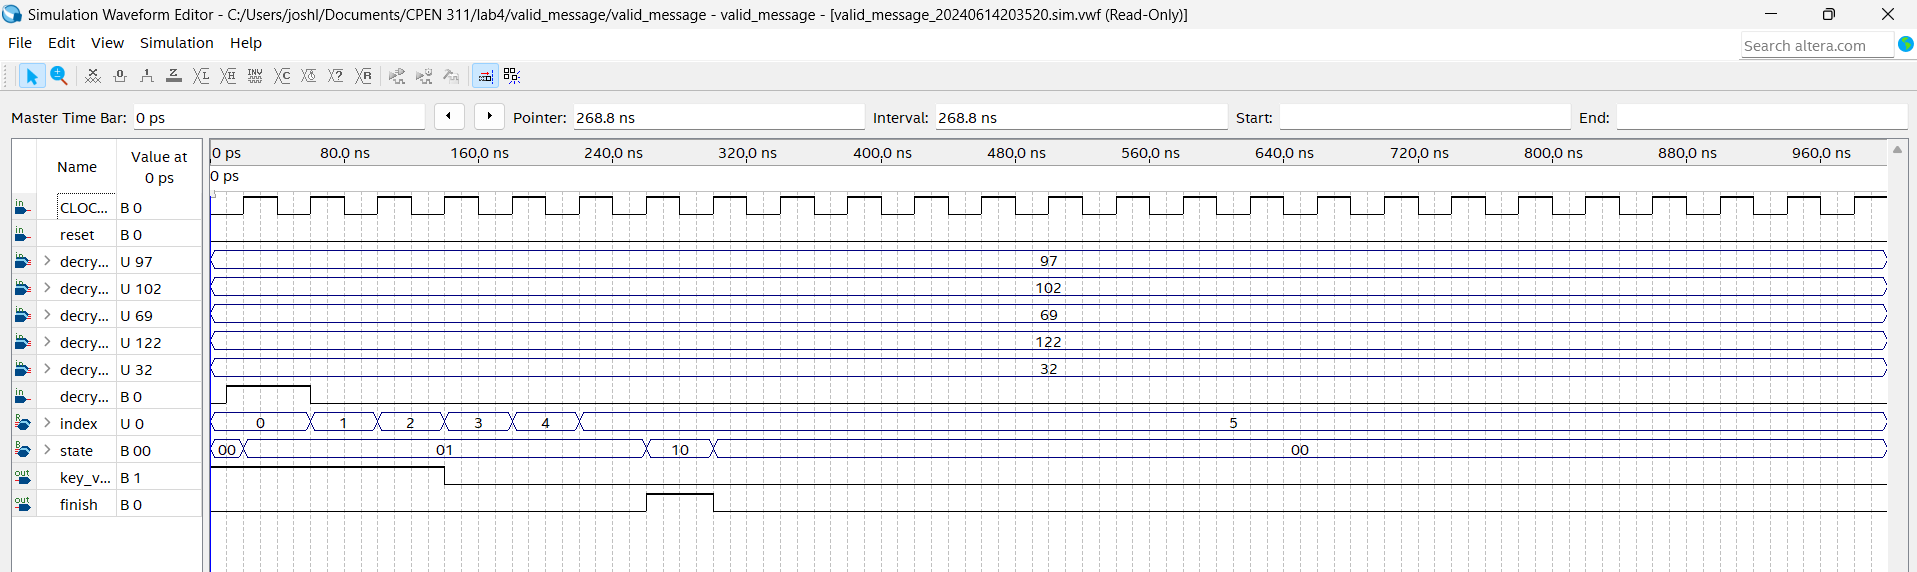 Simulation Waveform Editor - C:/Users/joshl/Documents/CPEN 311/lab4/valid_message/valid_message - valid_message - [valid_message_20240614203520.sim.vwf (Read-Only)]
File Edit View Simulation Help
Search altera.com
Master Time Bar: 0 ps Pointer: 268.8 ns Interval: 268.8 ns Start: End:
Name Value at 0 ps
0 ps 80.0 ns 160.0 ns 240.0 ns 320.0 ns 400.0 ns 480.0 ns 560.0 ns 640.0 ns 720.0 ns 800.0 ns 880.0 ns 960.0 ns
0 ps
in CLOC... B 0
in reset B 0
in decry... U 97 97
in decry... U 102 102
in decry... U 69 69
in decry... U 122 122
in decry... U 32 32
in decry... B 0
R index U 0 0 1 2 3 4 5
state B 00 00 01 10 00
out key_v... B 1
out finish B 0